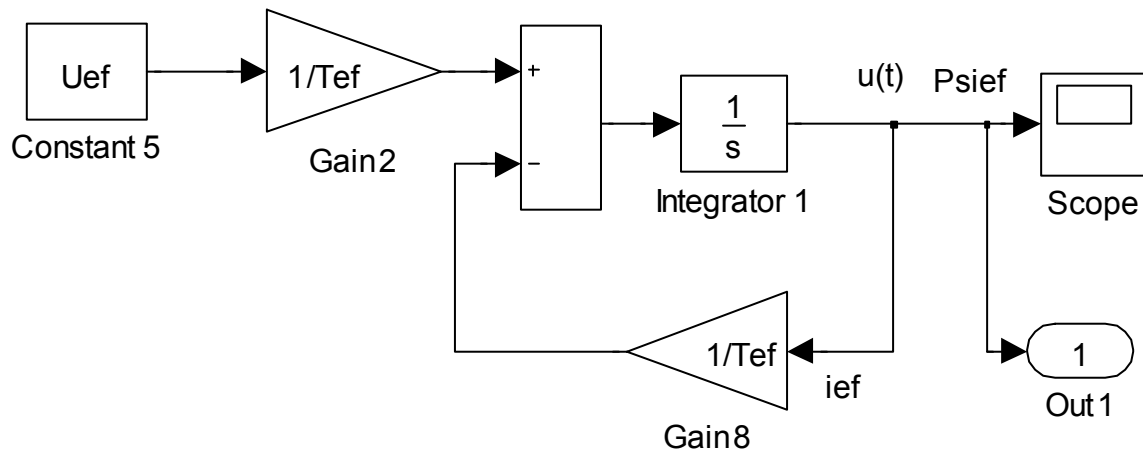 Uef
Constant 5
1/Tef
Gain2
+
−
1
s
Integrator 1
u(t)
Psief
Scope
1/Tef
Gain8
ief
1
Out1